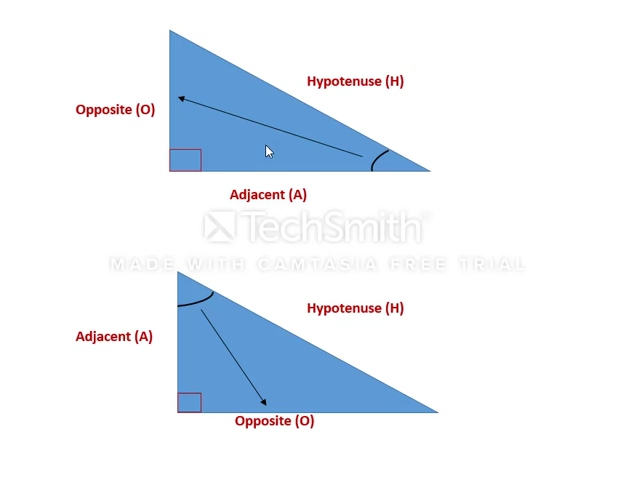 Hypotenuse (H)
Opposite (O)
Adjacent (A)
TechSmith
MADE WITH CAMTASIA FREE TRIAL
Hypotenuse (H)
Adjacent (A)
Opposite (O)